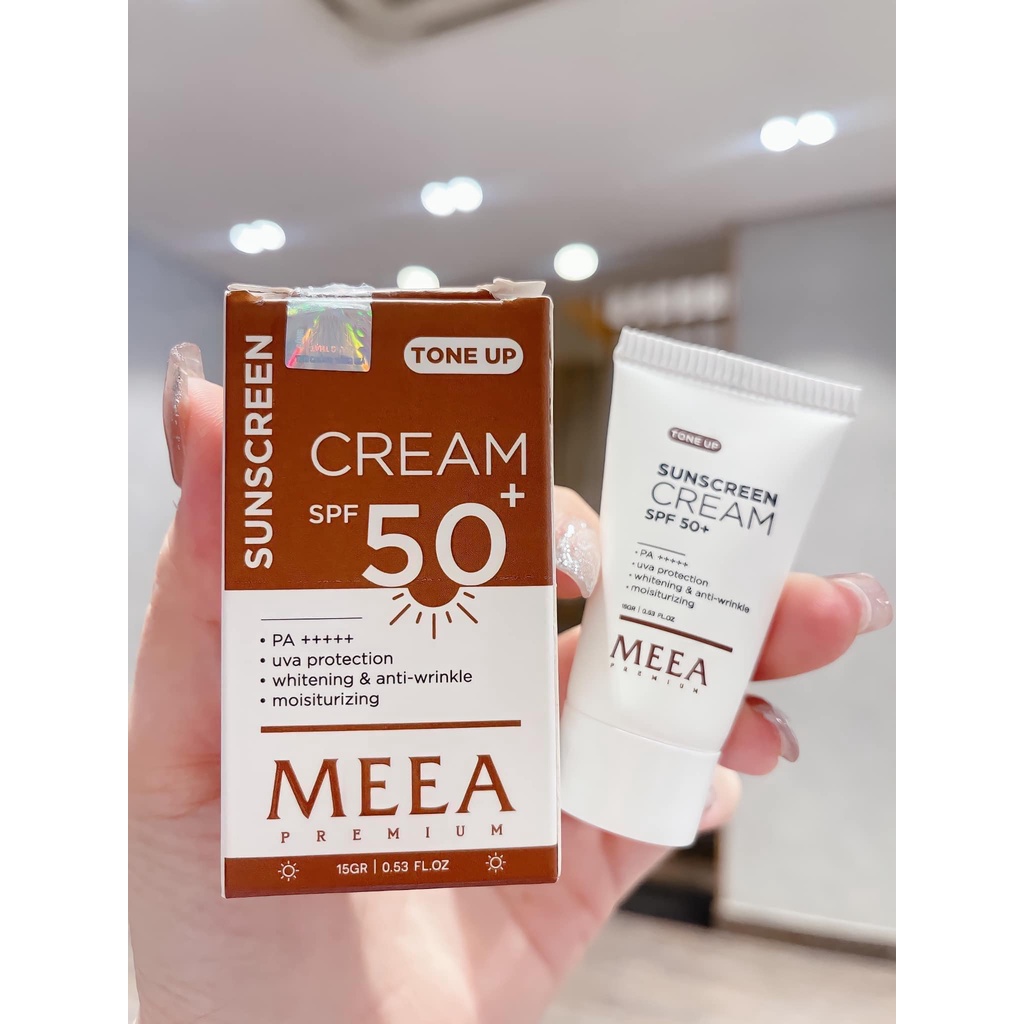 SUNSCREEN
TONE UP
CREAM
SPF 50+
• PA +++++
• uva protection
• whitening & anti-wrinkle
• moisiturizing
MEEA
PREMIUM
15GR | 0.53 FL.OZ
TONE UP
SUNSCREEN
CREAM
SPF 50+
• PA +++++
• uva protection
• whitening & anti-wrinkle
• moisiturizing
15GR | 0.53 FL.OZ
MEEA
PREMIUM